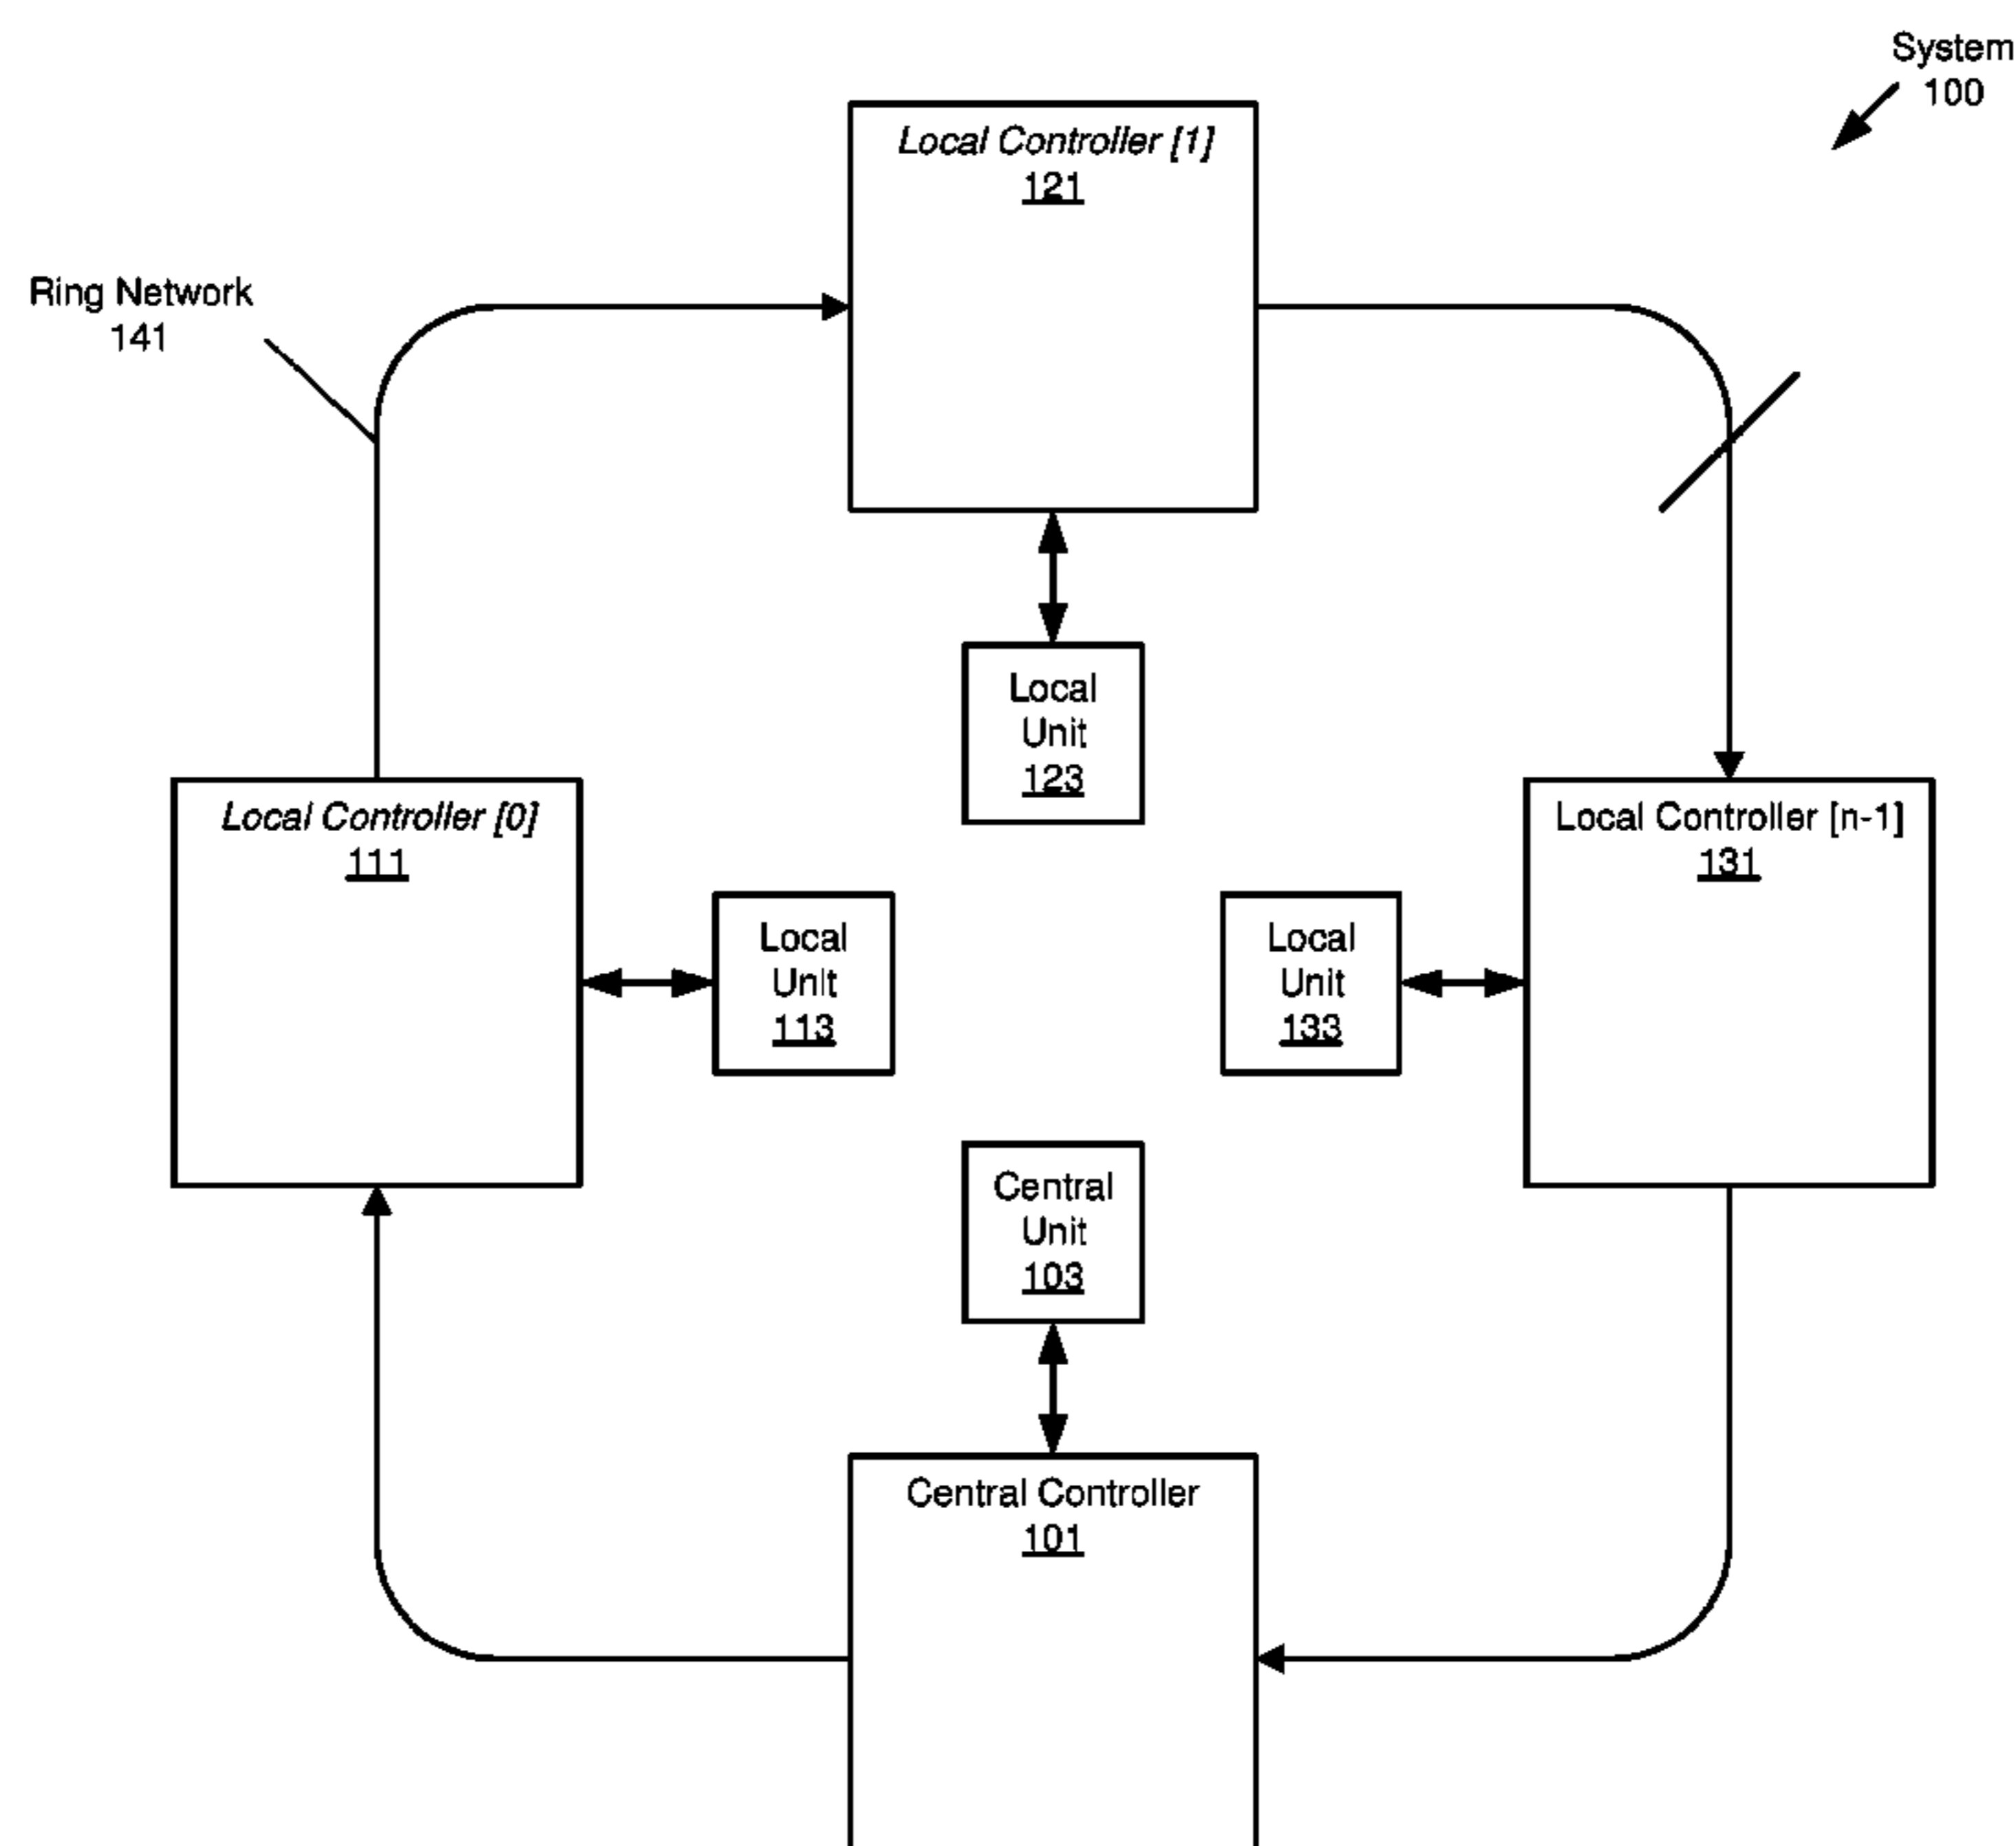 System
100
Local Controller [1]
121
Ring Network
141
Local
Unit
123
Local Controller [0]
111
Local Controller [n-1]
131
Local
Unit
113
Local
Unit
133
Central
Unit
103
Central Controller
101